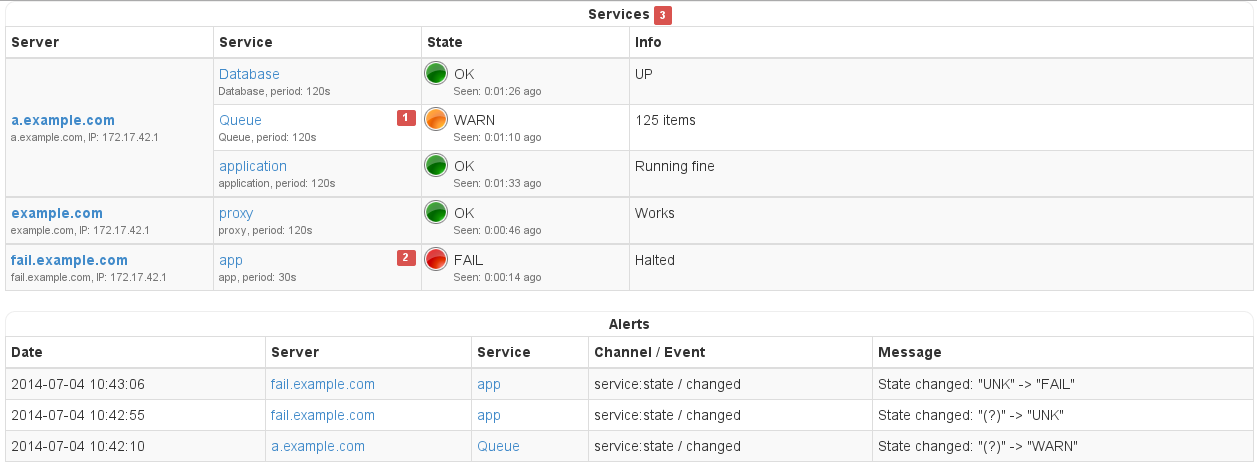 Services 3
Server Service State Info
Database OK UP
Database, period: 120s Seen: 0:01:26 ago
a.example.com Queue 1 WARN 125 items
a.example.com, IP: 172.17.42.1 Queue, period: 120s Seen: 0:01:10 ago
application OK Running fine
application, period: 120s Seen: 0:01:33 ago
example.com proxy OK Works
example.com, IP: 172.17.42.1 proxy, period: 120s Seen: 0:00:46 ago
fail.example.com app 2 FAIL Halted
fail.example.com, IP: 172.17.42.1 app, period: 30s Seen: 0:00:14 ago
Alerts
Date Server Service Channel / Event Message
2014-07-04 10:43:06 fail.example.com app service:state / changed State changed: "UNK" -> "FAIL"
2014-07-04 10:42:55 fail.example.com app service:state / changed State changed: "(?)" -> "UNK"
2014-07-04 10:42:10 a.example.com Queue service:state / changed State changed: "(?)" -> "WARN"